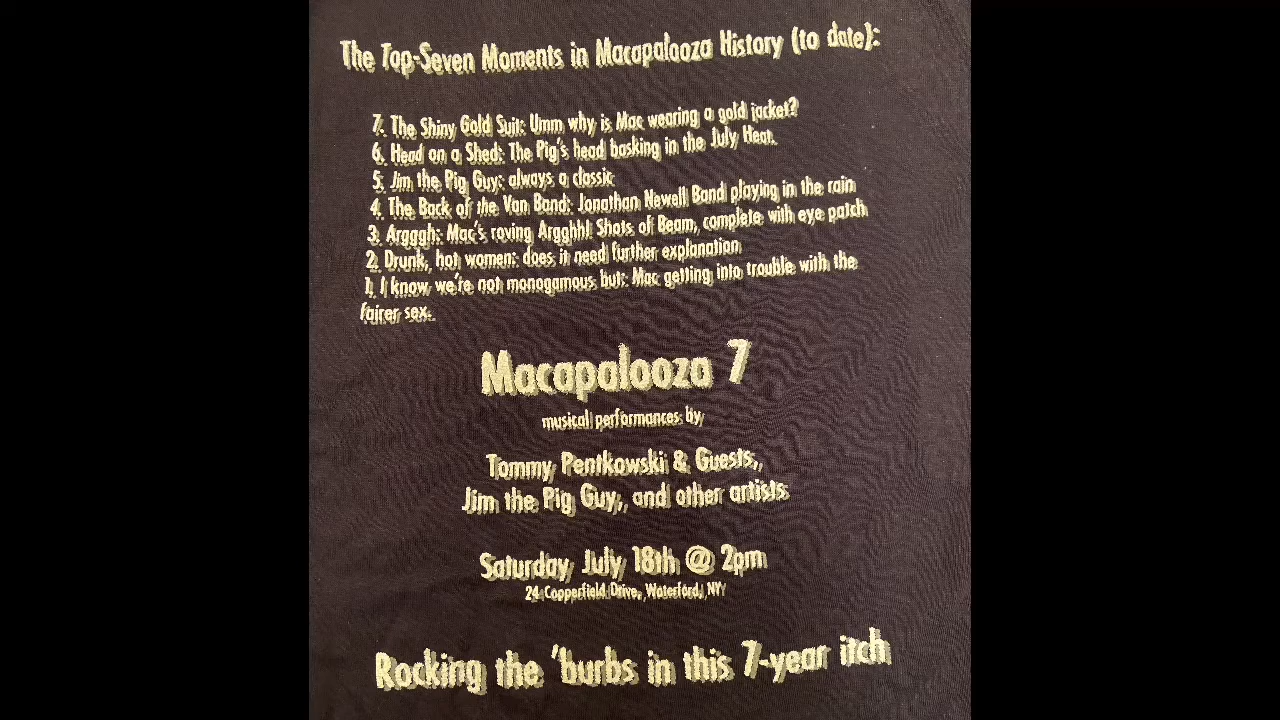 The Top-Seven Moments in Macapalooza History (to date):
7. The Shiny Gold Suit: Umm why is Mac wearing a gold jacket?
6. Head on a Shed: The Pig's head basking in the July Heat.
5. Jim the Pig Guy: always a classic
4. The Back of the Van Band: Jonathan Newell Band playing in the rain
3. Argggh: Mac's roving Argghh! Shots of Beam, complete with eye patch
2. Drunk, hot women: does it need further explanation
1. I know we're not monogamous but: Mac getting into trouble with the
fairer sex.
Macapalooza 7
musical performances by
Tommy Pentkowski & Guests,
Jim the Pig Guy, and other artists
Saturday, July 18th @ 2pm
24 Copperfield Drive, Waterford, NY
Rocking the 'burbs in this 7-year itch